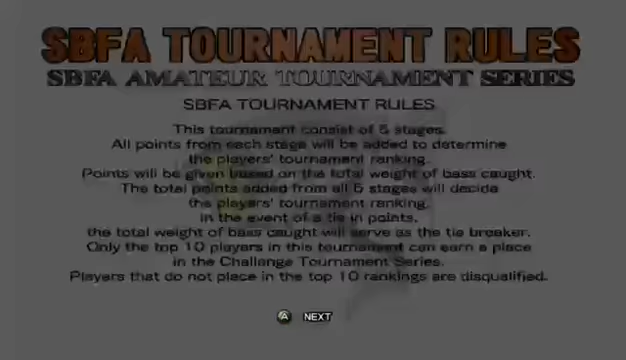 SBFA TOURNAMENT RULES
SBFA AMATEUR TOURNAMENT SERIES
SBFA TOURNAMENT RULES
This tournament consist of 5 stages.
All points from each stage will be added to determine
the players' tournament ranking.
Points will be given based on the total weight of bass caught.
The total points added from all 5 stages will decide
the players' tournament ranking.
In the event of a tie in points,
the total weight of bass caught will serve as the tie breaker.
Only the top 10 players in this tournament can earn a place
in the Challenge Tournament Series.
Players that do not place in the top 10 rankings are disqualified.
A NEXT